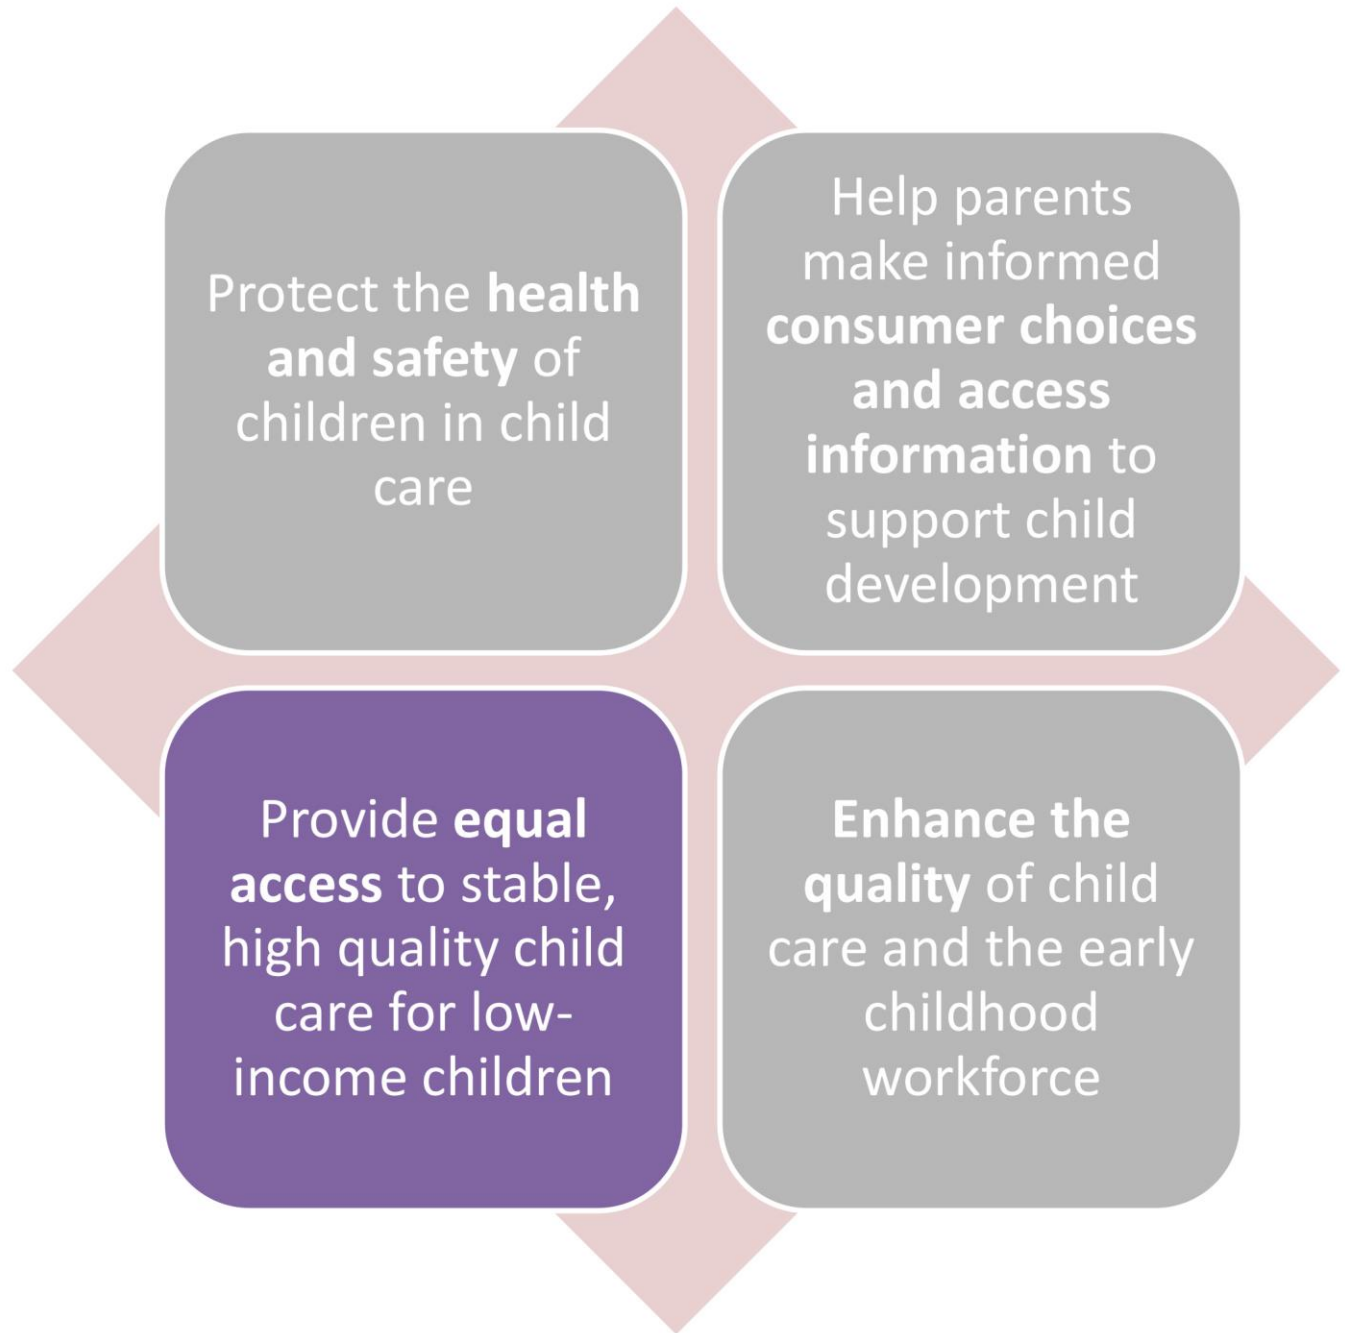 Protect the health
and safety of
children in child
care
Help parents
make informed
consumer choices
and access
information to
support child
development
Provide equal
access to stable,
high quality child
care for low-
income children
Enhance the
quality of child
care and the early
childhood
workforce